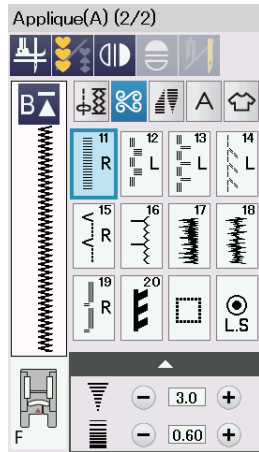 Applique(A) (2/2)
B A
11 R 12 L 13 L 14 L
15 R 16 17 18
19 R 20 L.S
3.0
F 0.60